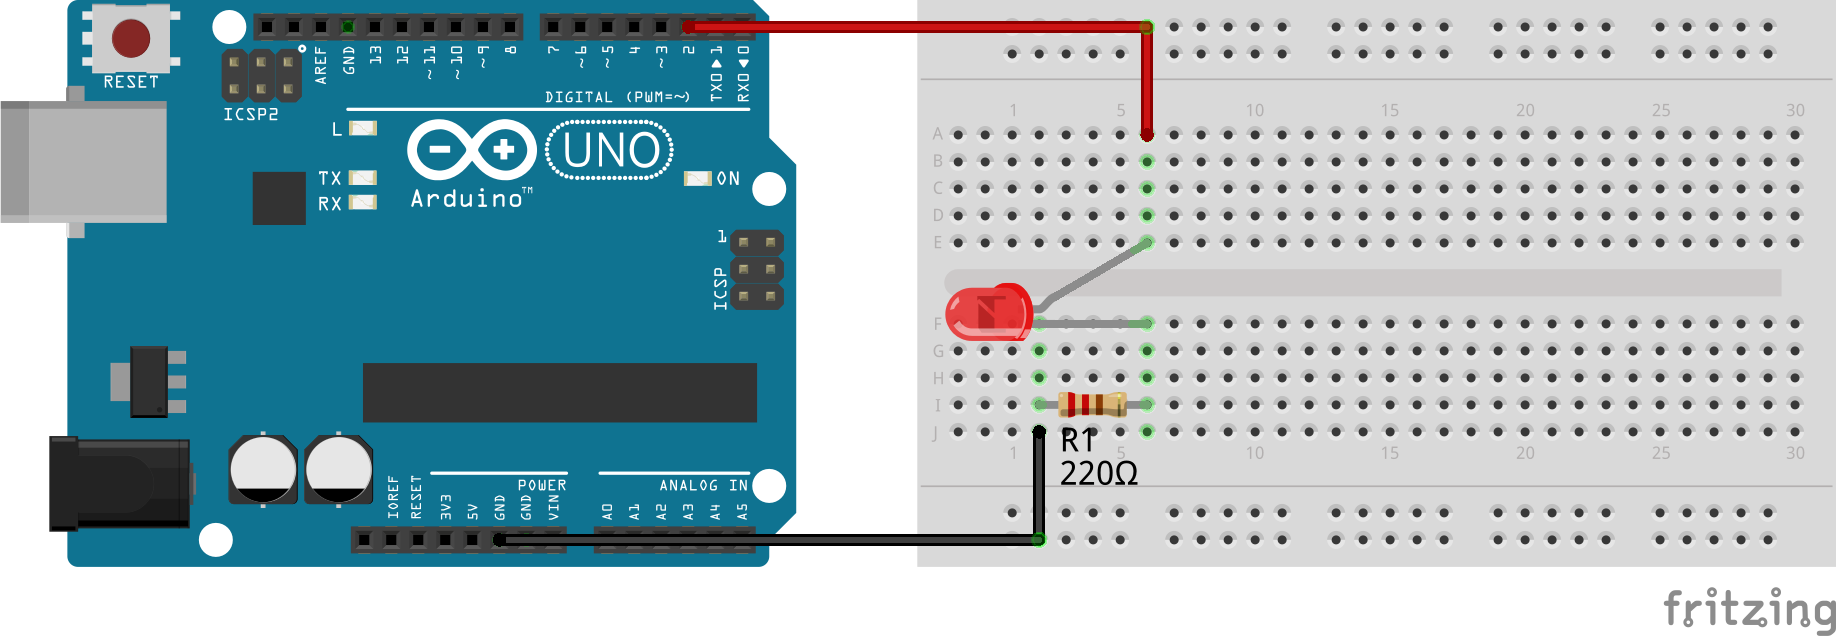 RESET
ICSP2
AREF
GND
13
12
~11
~10
~9
8
7
~6
~5
4
~3
2
TX0▶1
RX0◀0
DIGITAL (PWM=~)
L
TX
RX
Arduino™
UNO
ON
1
ICSP
IOREF
RESET
3V3
5V
GND
GND
VIN
POWER
ANALOG IN
A0
A1
A2
A3
A4
A5
1 5 10 15 20 25 30
A
B
C
D
E
F
G
H
I
J
1 5 10 15 20 25 30
R1
220Ω
fritzing